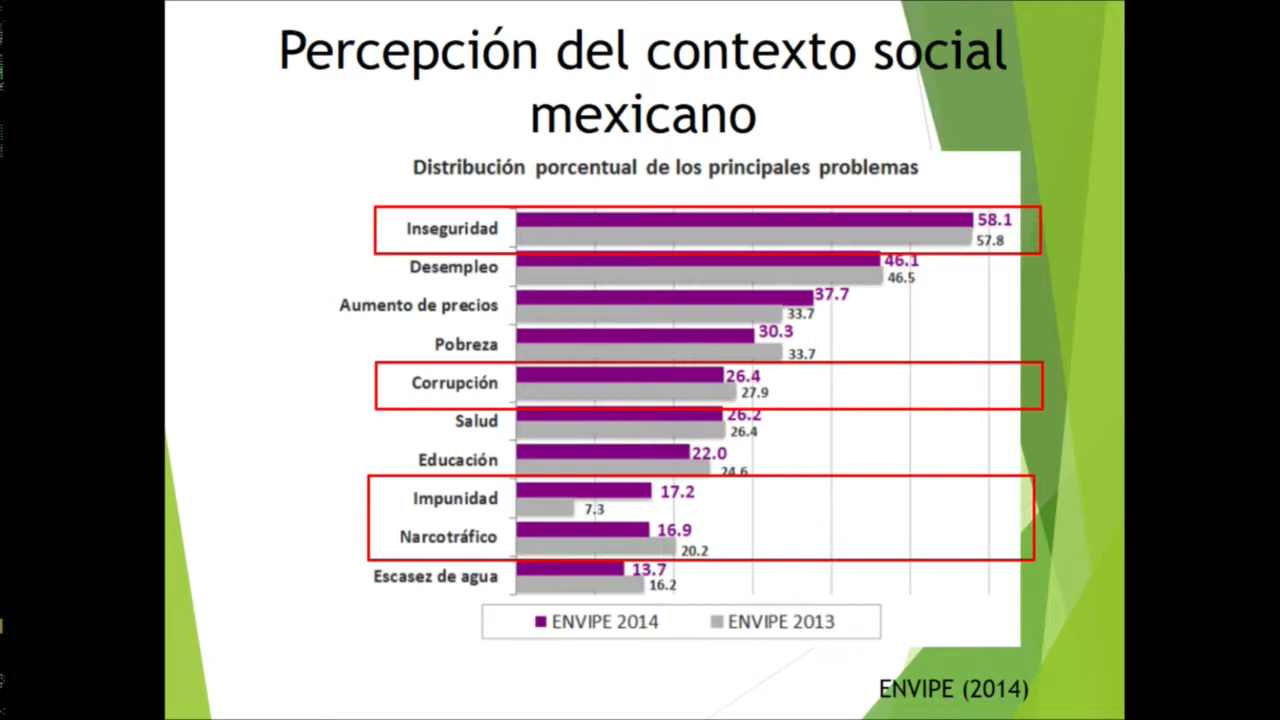 Percepción del contexto social
mexicano
Distribución porcentual de los principales problemas
Inseguridad 58.1
57.8
Desempleo 46.1
46.5
Aumento de precios 37.7
33.7
Pobreza 30.3
33.7
Corrupción 26.4
27.9
Salud 26.2
26.4
Educación 22.0
24.6
Impunidad 17.2
7.3
Narcotráfico 16.9
20.2
Escasez de agua 13.7
16.2
ENVIPE 2014 ENVIPE 2013
ENVIPE (2014)